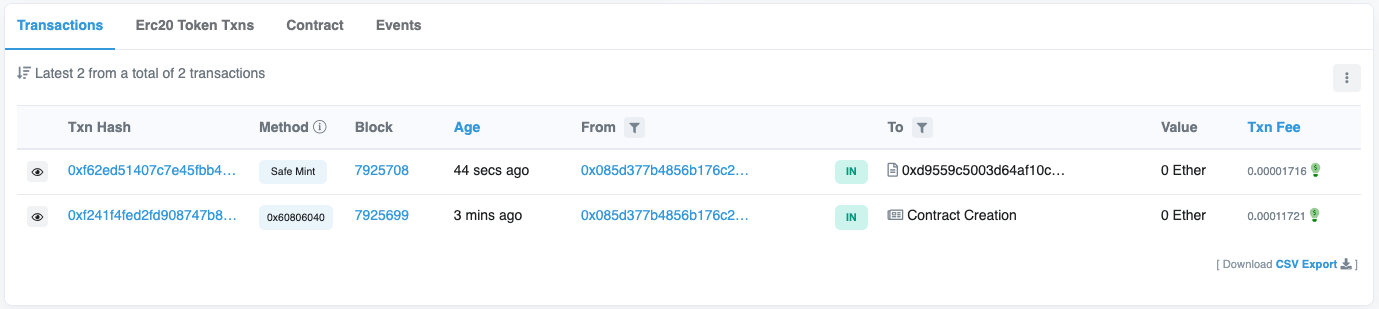 Transactions Erc20 Token Txns Contract Events
Latest 2 from a total of 2 transactions
Txn Hash Method Block Age From To Value Txn Fee
0xf62ed51407c7e45fbb4... Safe Mint 7925708 44 secs ago 0x085d377b4856b176c2... IN 0xd9559c5003d64af10c... 0 Ether 0.00001716
0xf241f4fed2fd908747b8... 0x60806040 7925699 3 mins ago 0x085d377b4856b176c2... IN Contract Creation 0 Ether 0.00011721
[ Download CSV Export ]